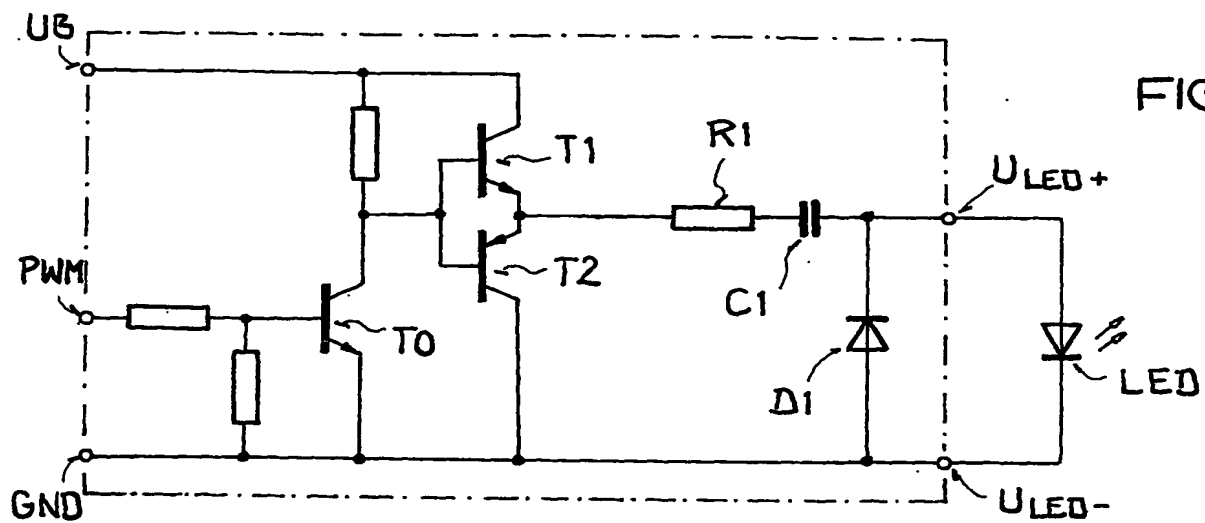 UB
FIG
R1
T1
ULED+
PWM
T2
C1
T0
D1
LED
GND
ULED-